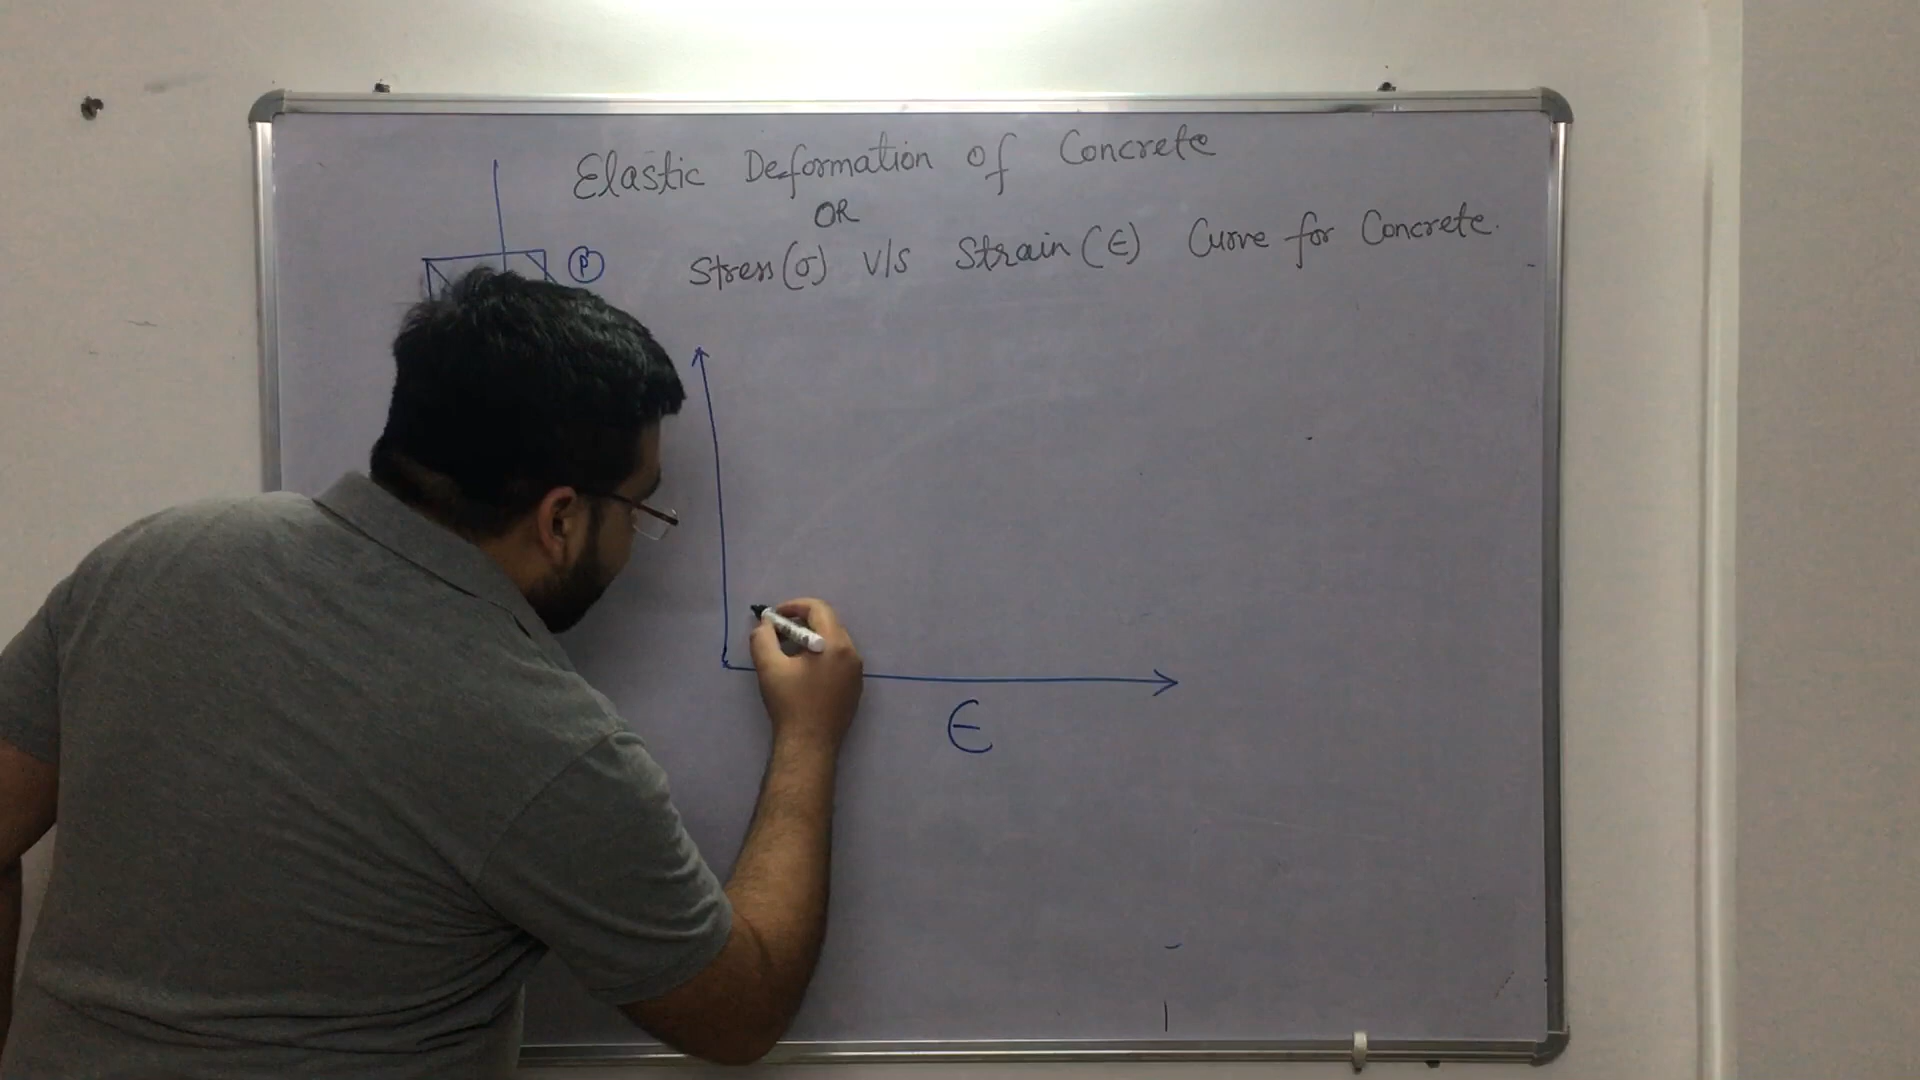 Elastic Deformation of Concrete
OR
Stress (σ) V/s Strain (ϵ) Curve for Concrete.
P
ϵ